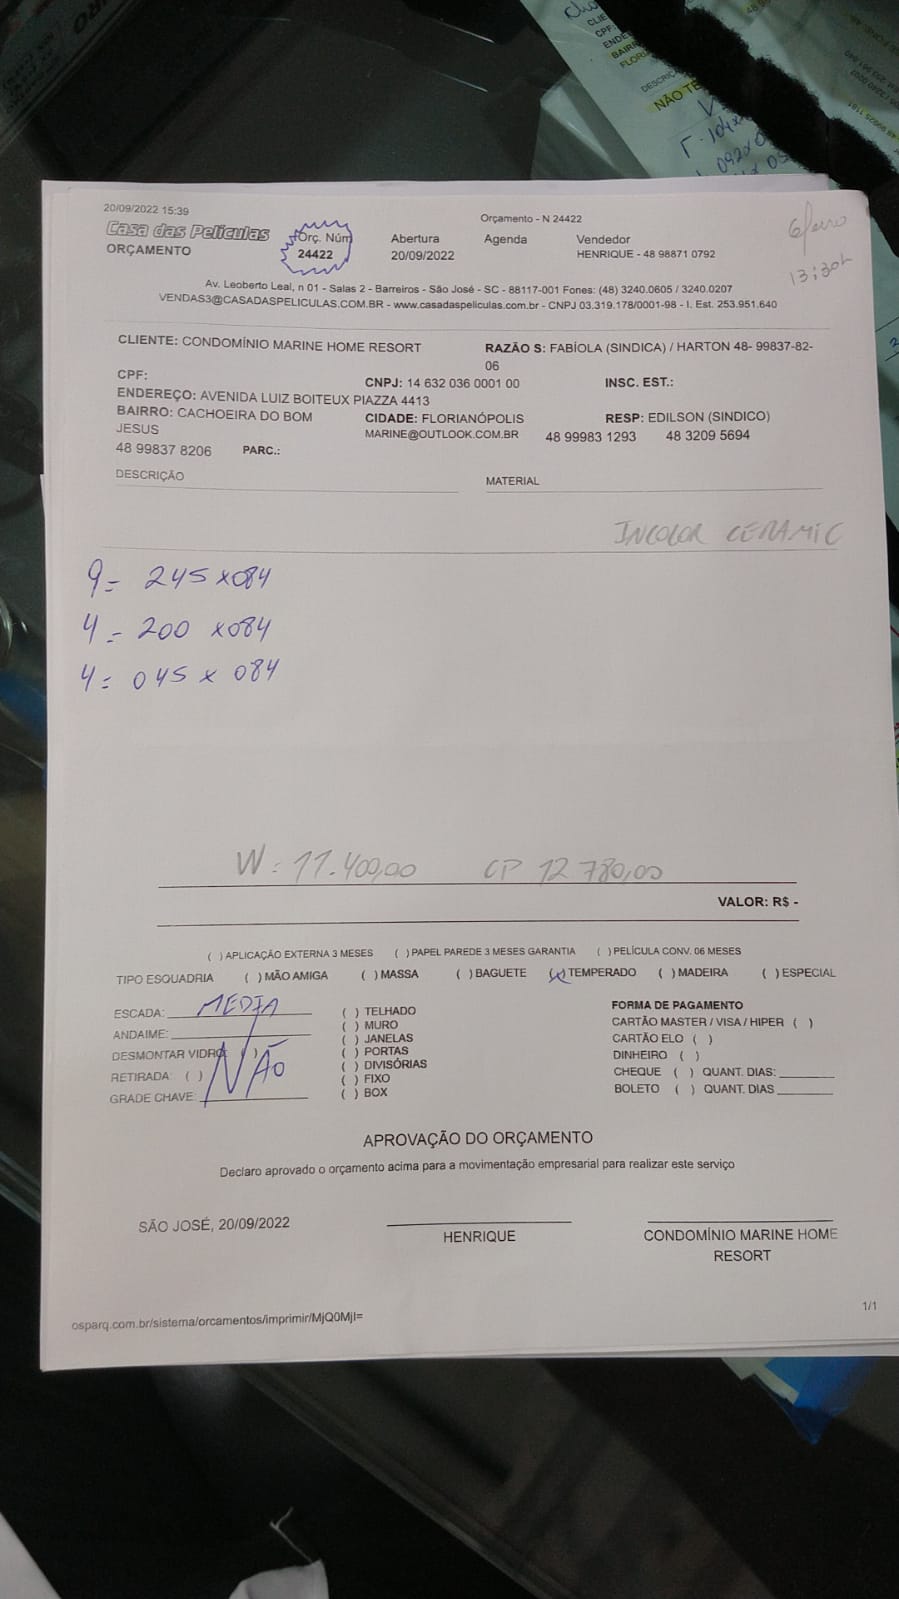 20/09/2022 15:39
Orçamento - N 24422
Casa das Películas
ORÇAMENTO
Orç. Núm
24422
Abertura
20/09/2022
Agenda
Vendedor
HENRIQUE - 48 98871 0792
13:30h
Av. Leoberto Leal, n 01 - Salas 2 - Barreiros - São José - SC - 88117-001 Fones: (48) 3240.0605 / 3240.0207
VENDAS3@CASADASPELICULAS.COM.BR - www.casadaspeliculas.com.br - CNPJ 03.319.178/0001-98 - I. Est. 253.951.640
CLIENTE: CONDOMÍNIO MARINE HOME RESORT
RAZÃO S: FABÍOLA (SINDICA) / HARTON 48- 99837-82-
06
CPF:
CNPJ: 14 632 036 0001 00
INSC. EST.:
ENDEREÇO: AVENIDA LUIZ BOITEUX PIAZZA 4413
BAIRRO: CACHOEIRA DO BOM
JESUS
CIDADE: FLORIANÓPOLIS
RESP: EDILSON (SINDICO)
MARINE@OUTLOOK.COM.BR
48 99983 1293
48 3209 5694
48 99837 8206
PARC.:
DESCRIÇÃO
MATERIAL
INCOLOR CERAMIC
9= 245 x 084
4= 200 x 084
4= 045 x 084
W= 11.400,00 CP 12 780,00
VALOR: R$ -
( ) APLICAÇÃO EXTERNA 3 MESES ( ) PAPEL PAREDE 3 MESES GARANTIA ( ) PELÍCULA CONV. 06 MESES
TIPO ESQUADRIA ( ) MÃO AMIGA ( ) MASSA ( ) BAGUETE (x) TEMPERADO ( ) MADEIRA ( ) ESPECIAL
ESCADA: MEDIA
ANDAIME:
DESMONTAR VIDRO: ( )
RETIRADA: ( )
GRADE CHAVE:
NÃO
( ) TELHADO
( ) MURO
( ) JANELAS
( ) PORTAS
( ) DIVISÓRIAS
( ) FIXO
( ) BOX
FORMA DE PAGAMENTO
CARTÃO MASTER / VISA / HIPER ( )
CARTÃO ELO ( )
DINHEIRO ( )
CHEQUE ( ) QUANT. DIAS:
BOLETO ( ) QUANT. DIAS
APROVAÇÃO DO ORÇAMENTO
Declaro aprovado o orçamento acima para a movimentação empresarial para realizar este serviço
SÃO JOSÉ, 20/09/2022
HENRIQUE
CONDOMÍNIO MARINE HOME
RESORT
1/1
osparq.com.br/sistema/orcamentos/imprimir/MjQ0MjI=